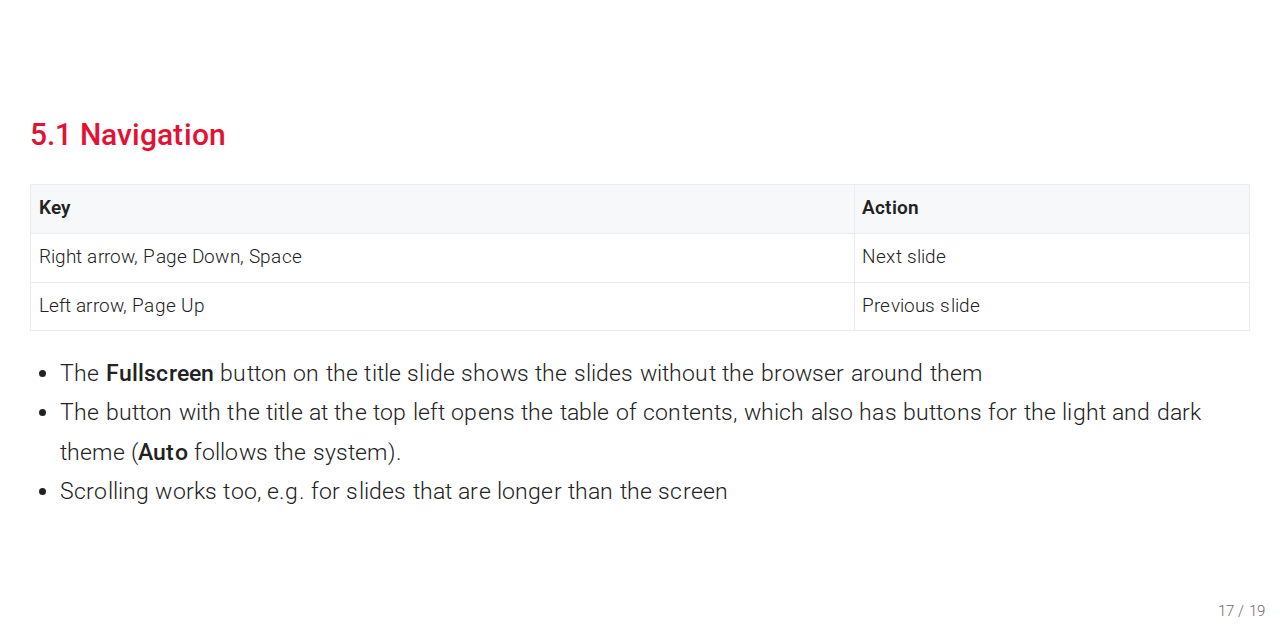 5.1 Navigation
Key Action
Right arrow, Page Down, Space Next slide
Left arrow, Page Up Previous slide
• The Fullscreen button on the title slide shows the slides without the browser around them
• The button with the title at the top left opens the table of contents, which also has buttons for the light and dark
theme (Auto follows the system).
• Scrolling works too, e.g. for slides that are longer than the screen
17 / 19